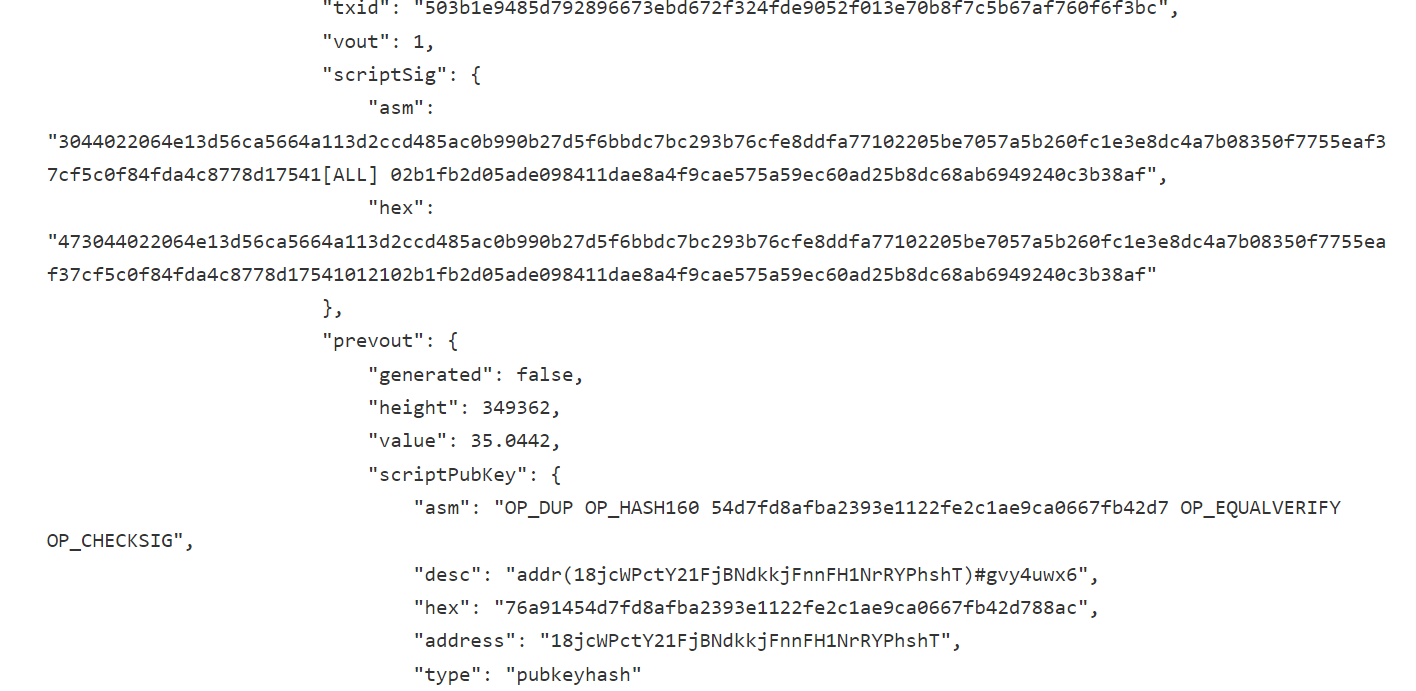 "txid": "503b1e9485d792896673ebd672f324fde9052f013e70b8f7c5b67af760f6f3bc",
"vout": 1,
"scriptSig": {
"asm":
"3044022064e13d56ca5664a113d2ccd485ac0b990b27d5f6bbdc7bc293b76cfe8ddfa77102205be7057a5b260fc1e3e8dc4a7b08350f7755eaf3
7cf5c0f84fda4c8778d17541[ALL] 02b1fb2d05ade098411dae8a4f9cae575a59ec60ad25b8dc68ab6949240c3b38af",
"hex":
"473044022064e13d56ca5664a113d2ccd485ac0b990b27d5f6bbdc7bc293b76cfe8ddfa77102205be7057a5b260fc1e3e8dc4a7b08350f7755ea
f37cf5c0f84fda4c8778d17541012102b1fb2d05ade098411dae8a4f9cae575a59ec60ad25b8dc68ab6949240c3b38af"
},
"prevout": {
"generated": false,
"height": 349362,
"value": 35.0442,
"scriptPubKey": {
"asm": "OP_DUP OP_HASH160 54d7fd8afba2393e1122fe2c1ae9ca0667fb42d7 OP_EQUALVERIFY
OP_CHECKSIG",
"desc": "addr(18jcWPctY21FjBNdkkjFnnFH1NrRYPhshT)#gvy4uwx6",
"hex": "76a91454d7fd8afba2393e1122fe2c1ae9ca0667fb42d788ac",
"address": "18jcWPctY21FjBNdkkjFnnFH1NrRYPhshT",
"type": "pubkeyhash"